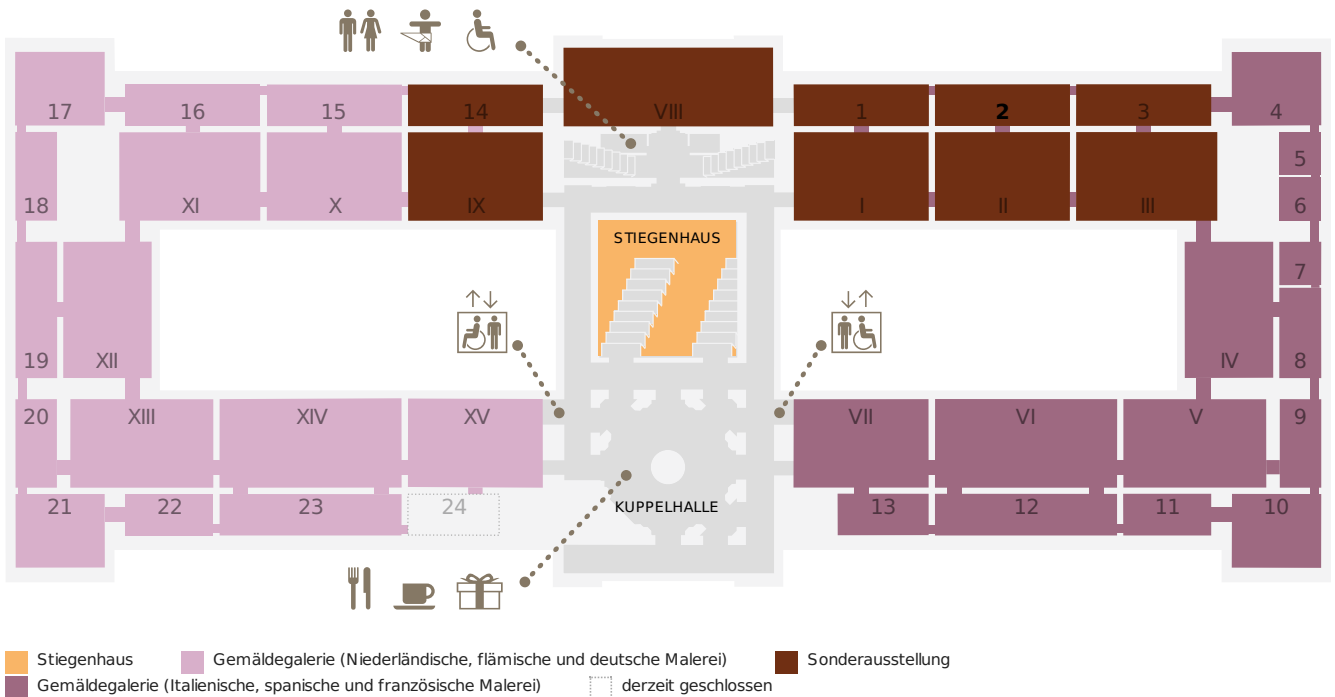 17
16
15
14
VIII
1
2
3
4
5
18
XI
X
IX
I
II
III
6
STIEGENHAUS
7
19
XII
IV
8
20
XIII
XIV
XV
VII
VI
V
9
21
22
23
24
KUPPELHALLE
13
12
11
10
Stiegenhaus
Gemäldegalerie (Niederländische, flämische und deutsche Malerei)
Sonderausstellung
Gemäldegalerie (Italienische, spanische und französische Malerei)
derzeit geschlossen